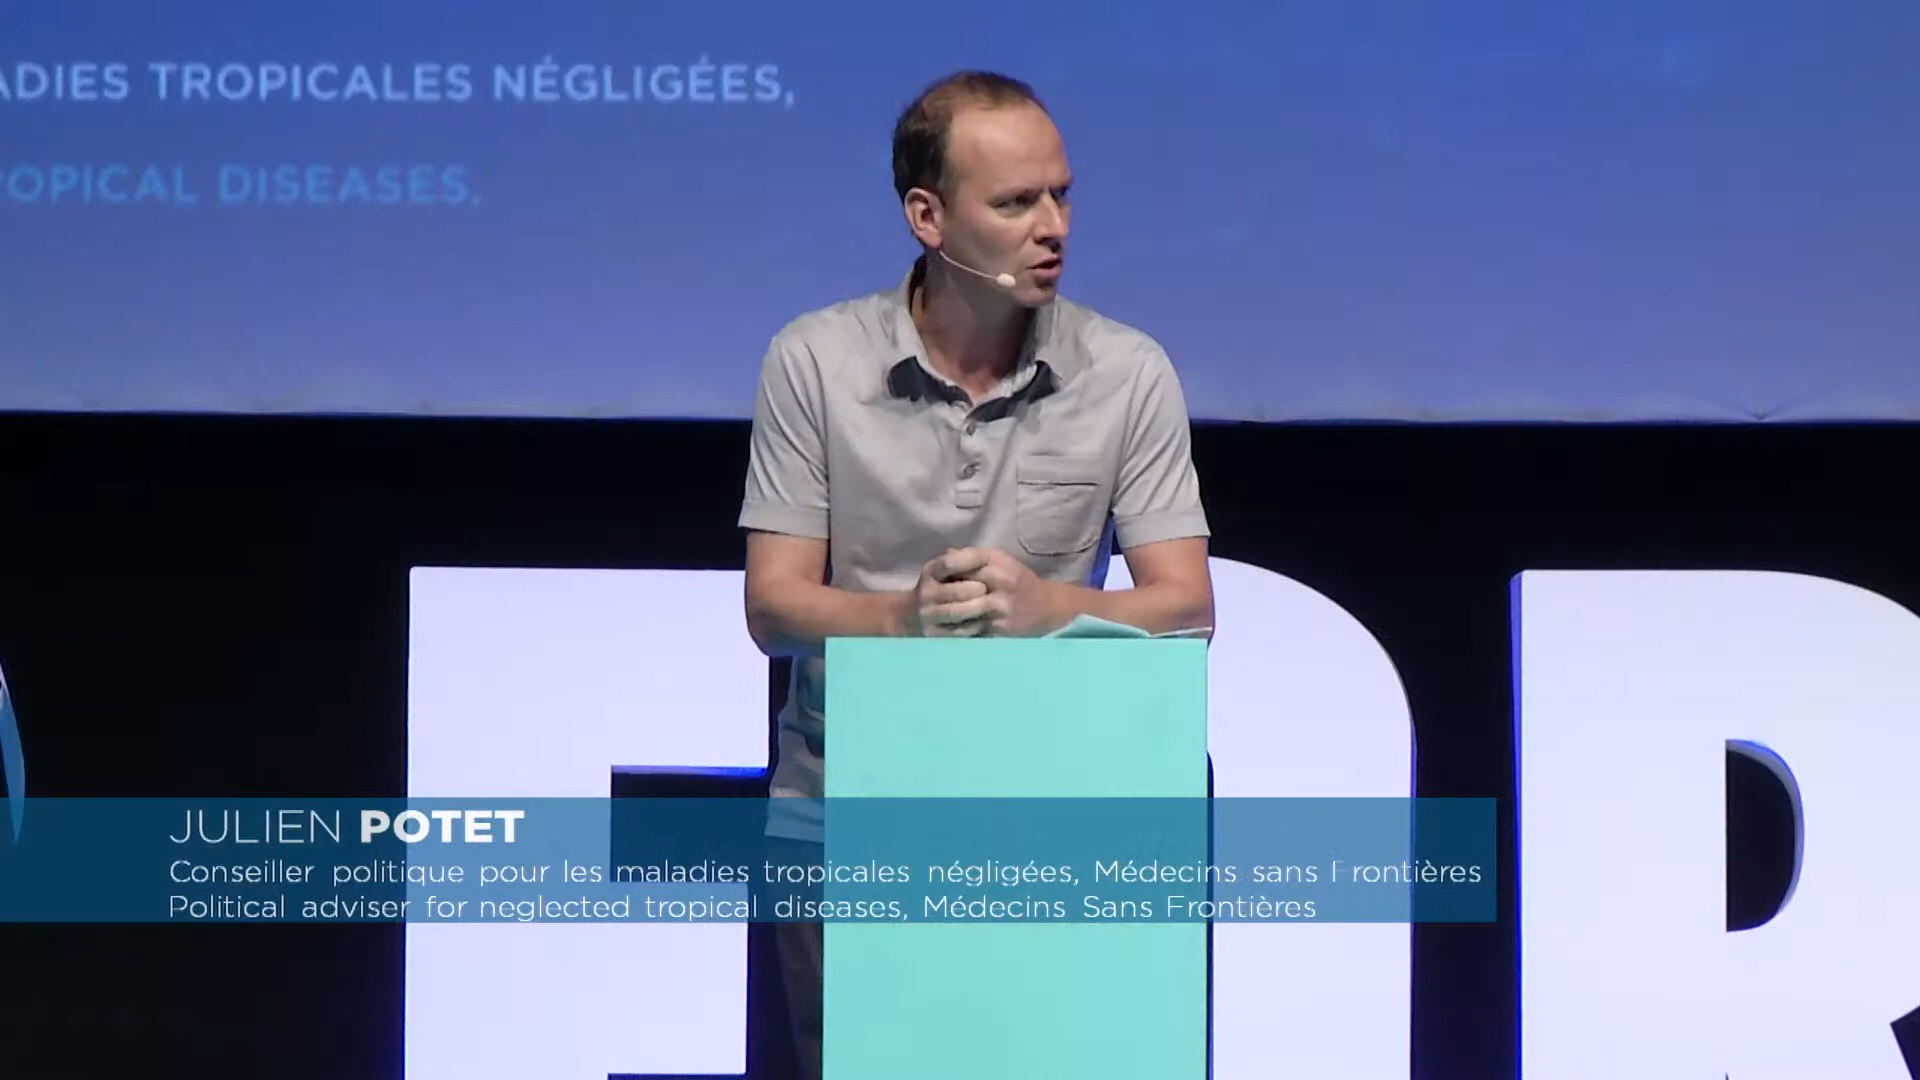 ADIES TROPICALES NÉGLIGÉES,
ROPICAL DISEASES,
JULIEN POTET
Conseiller politique pour les maladies tropicales négligées, Médecins sans Frontières
Political adviser for neglected tropical diseases, Médecins Sans Frontières